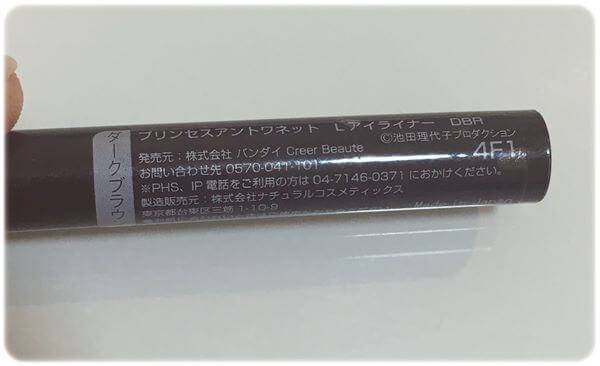 ダークブラウ
プリンセスアントワネット Lアイライナー DBR
©池田理代子プロダクション
発売元:株式会社 バンダイ Creer Beaute
4F1
お問い合わせ先 0570-041-101
※PHS、IP電話をご利用の方は 04-7146-0371 におかけください。
製造販売元:株式会社ナチュラルコスメティックス
Made in Japan
東京都台東区三筋 1-10-9